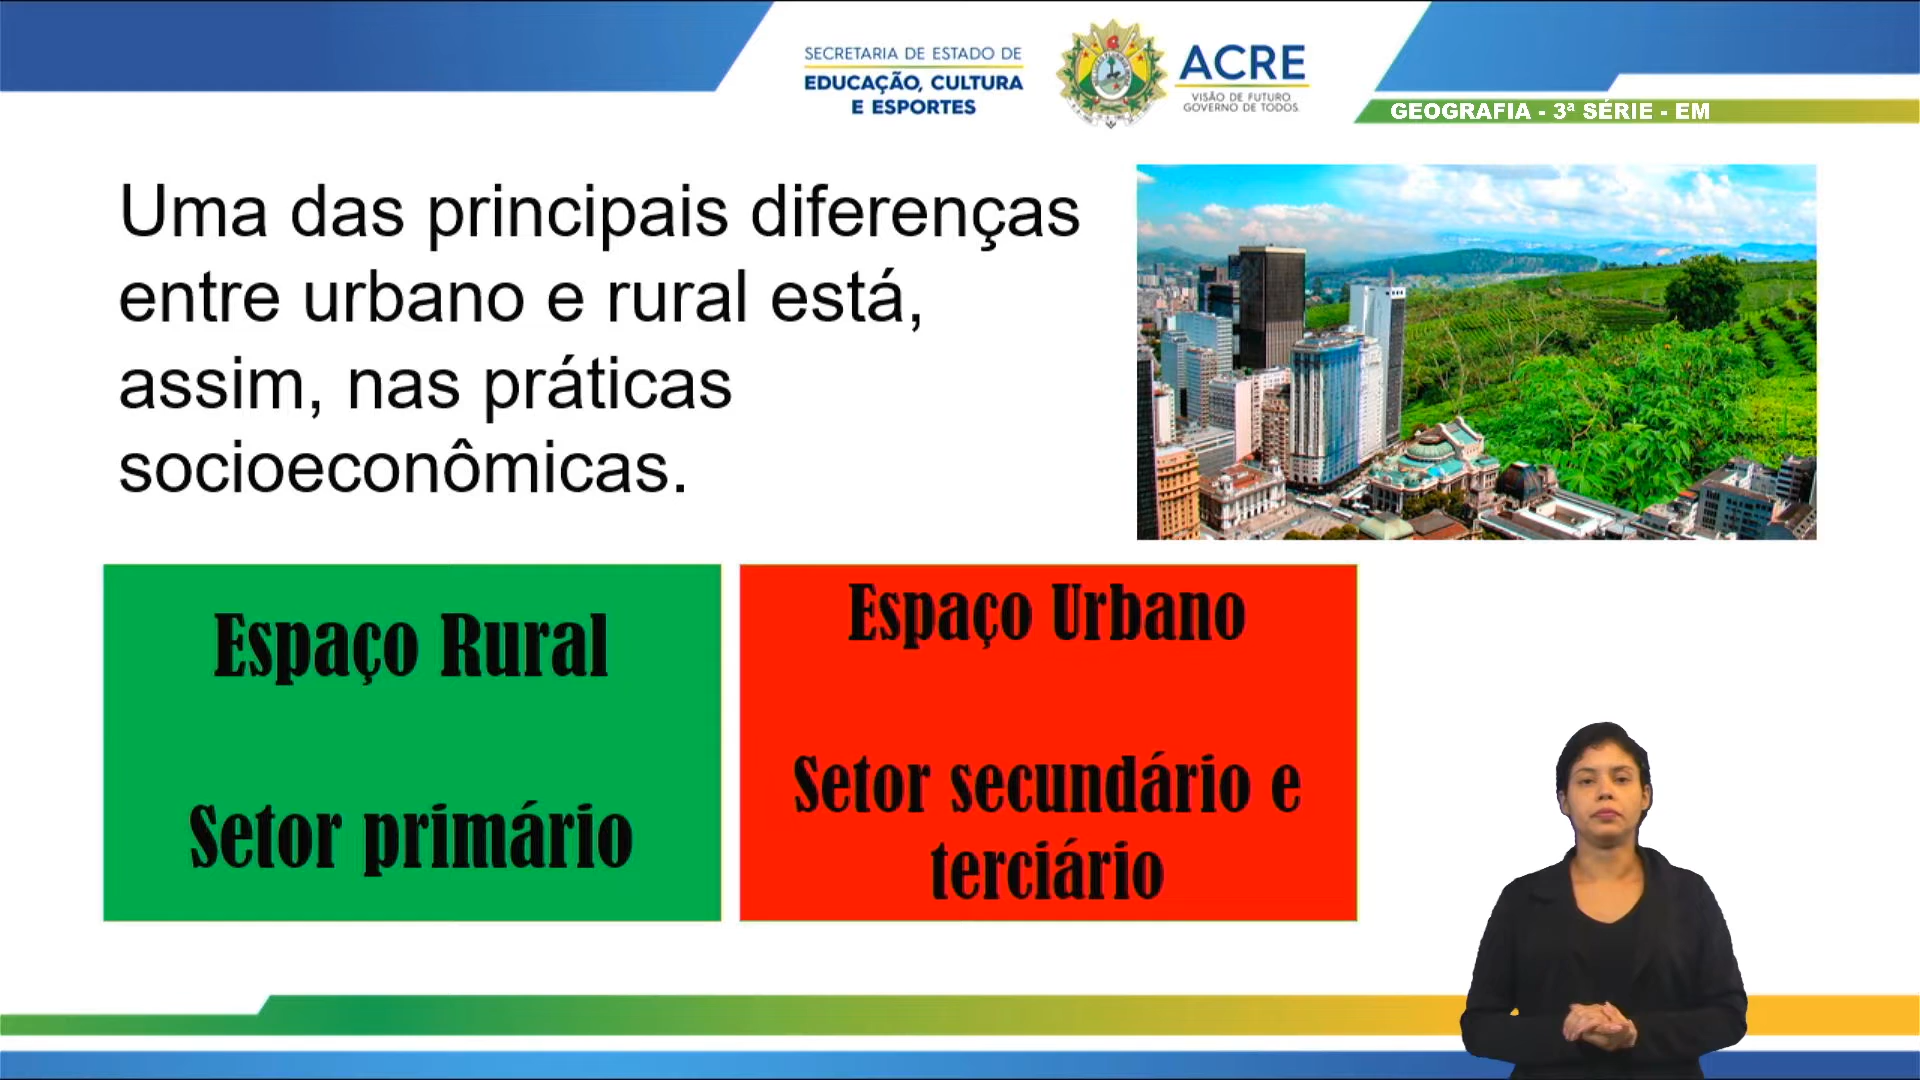 SECRETARIA DE ESTADO DE
EDUCAÇÃO, CULTURA
E ESPORTES
ACRE
VISÃO DE FUTURO.
GOVERNO DE TODOS.
GEOGRAFIA - 3ª SÉRIE - EM
Uma das principais diferenças
entre urbano e rural está,
assim, nas práticas
socioeconômicas.
Espaço Rural
Setor primário
Espaço Urbano
Setor secundário e
terciário